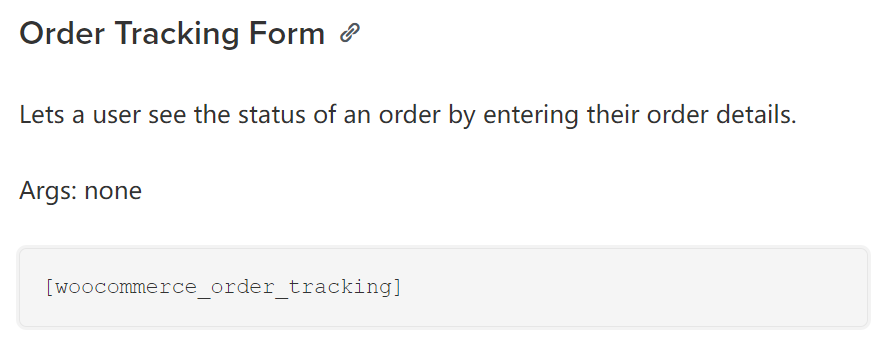 Order Tracking Form
Lets a user see the status of an order by entering their order details.
Args: none
[woocommerce_order_tracking]